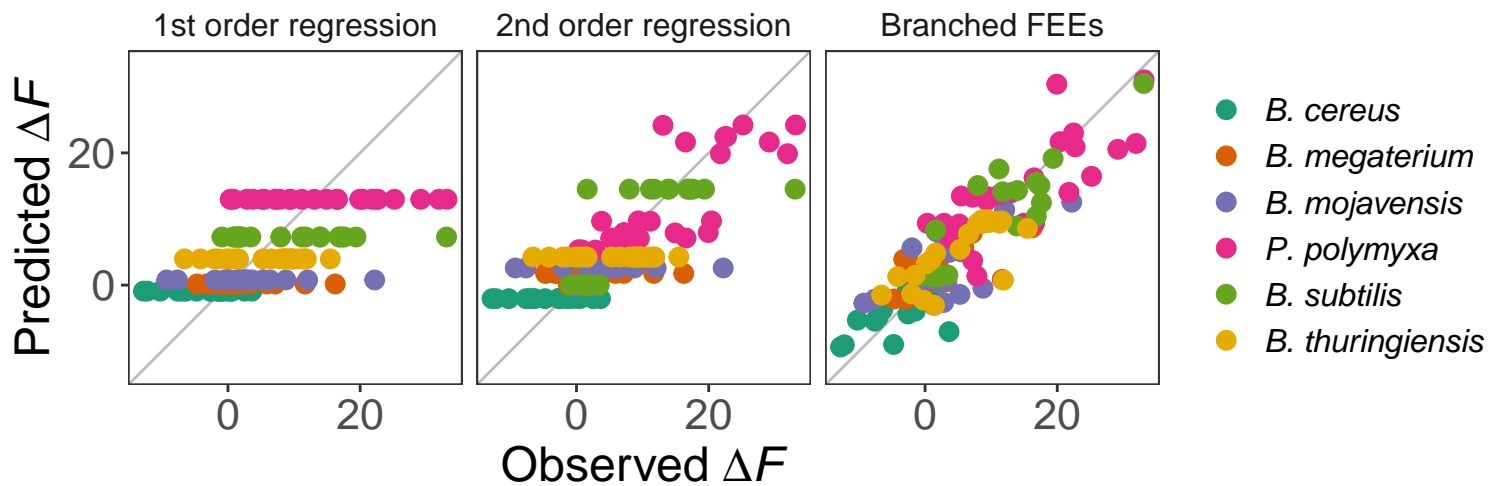 1st order regression
2nd order regression
Branched FEEs
Predicted ΔF
20
0
0
20
0
20
0
20
Observed ΔF
B. cereus
B. megaterium
B. mojavensis
P. polymyxa
B. subtilis
B. thuringiensis